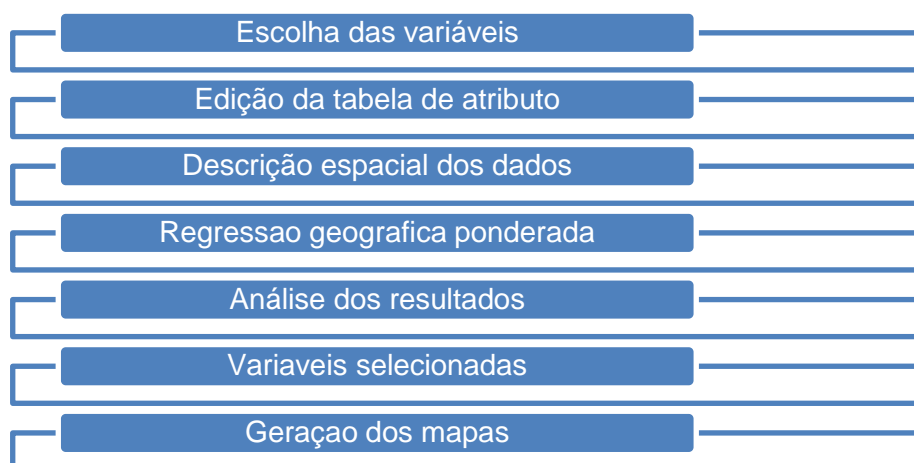 Escolha das variáveis
Edição da tabela de atributo
Descrição espacial dos dados
Regressao geografica ponderada
Análise dos resultados
Variaveis selecionadas
Geraçao dos mapas